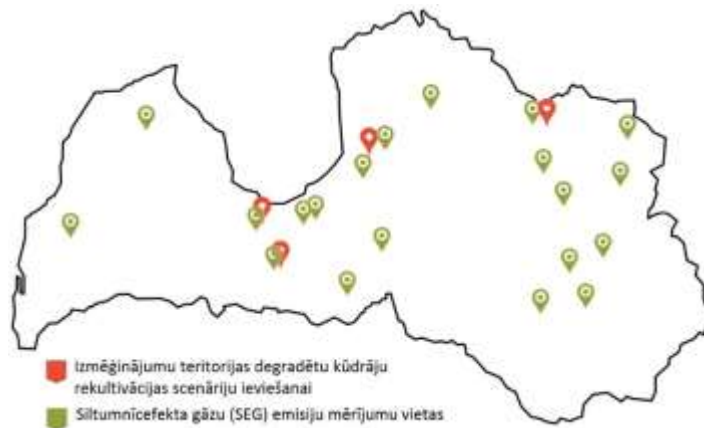 Izmēģinājumu teritorijas degradētu kūdrāju
rekultivācijas scenāriju ieviešanai
Siltumnīcefekta gāzu (SEG) emisiju mērījumu vietas